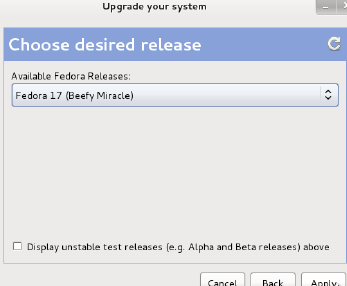 Upgrade your system
Choose desired release
Available Fedora Releases:
Fedora 17 (Beefy Miracle)
Display unstable test releases (e.g. Alpha and Beta releases) above
Cancel
Back
Apply